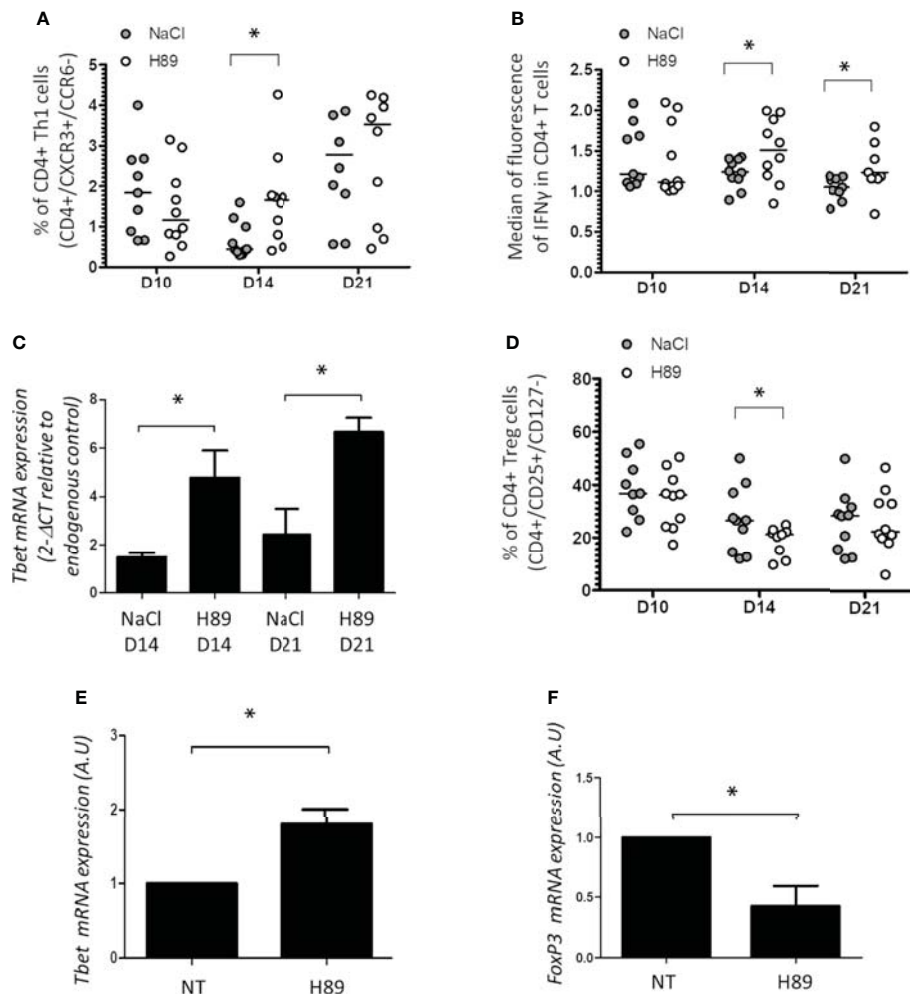 A
NaCl
H89
*
% of CD4+ Th1 cells
(CD4+/CXCR3+/CCR6-)
5
4
3
2
1
0
D10
D14
D21
B
NaCl
H89
*
*
Median of fluorescence
of IFNγ in CD4+ T cells
2.5
2.0
1.5
1.0
0.5
0.0
D10
D14
D21
C
*
*
Tbet mRNA expression
(2-ΔCT relative to
endogenous control)
8
6
4
2
0
NaCl
D14
H89
D14
NaCl
D21
H89
D21
D
NaCl
H89
*
% of CD4+ Treg cells
(CD4+/CD25+/CD127-)
80
60
40
20
0
D10
D14
D21
E
*
Tbet mRNA expression (A.U)
3
2
1
0
NT
H89
F
*
FoxP3 mRNA expression (A.U)
1.5
1.0
0.5
0.0
NT
H89